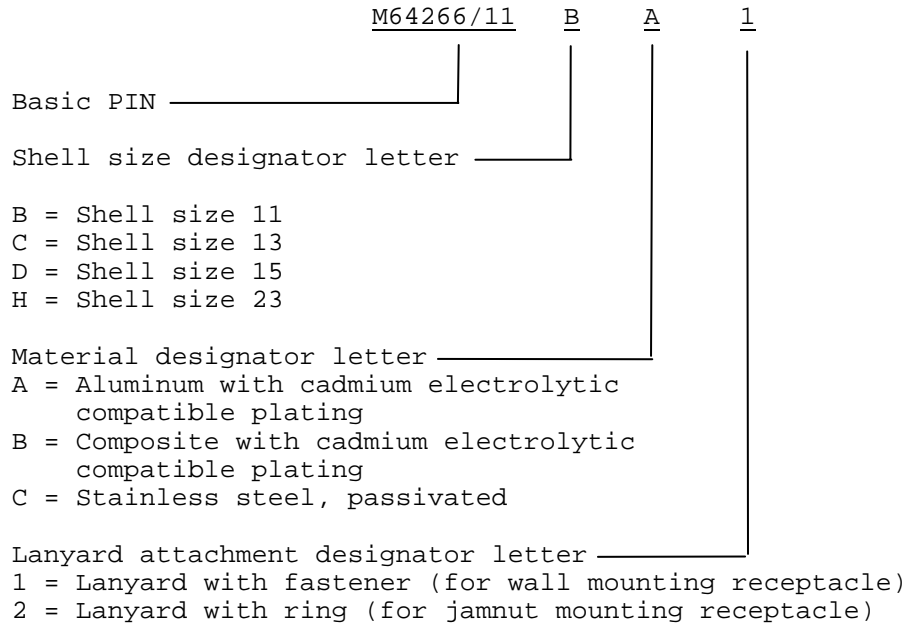 M64266/11 B A 1
Basic PIN
Shell size designator letter
B = Shell size 11
C = Shell size 13
D = Shell size 15
H = Shell size 23
Material designator letter
A = Aluminum with cadmium electrolytic
compatible plating
B = Composite with cadmium electrolytic
compatible plating
C = Stainless steel, passivated
Lanyard attachment designator letter
1 = Lanyard with fastener (for wall mounting receptacle)
2 = Lanyard with ring (for jamnut mounting receptacle)